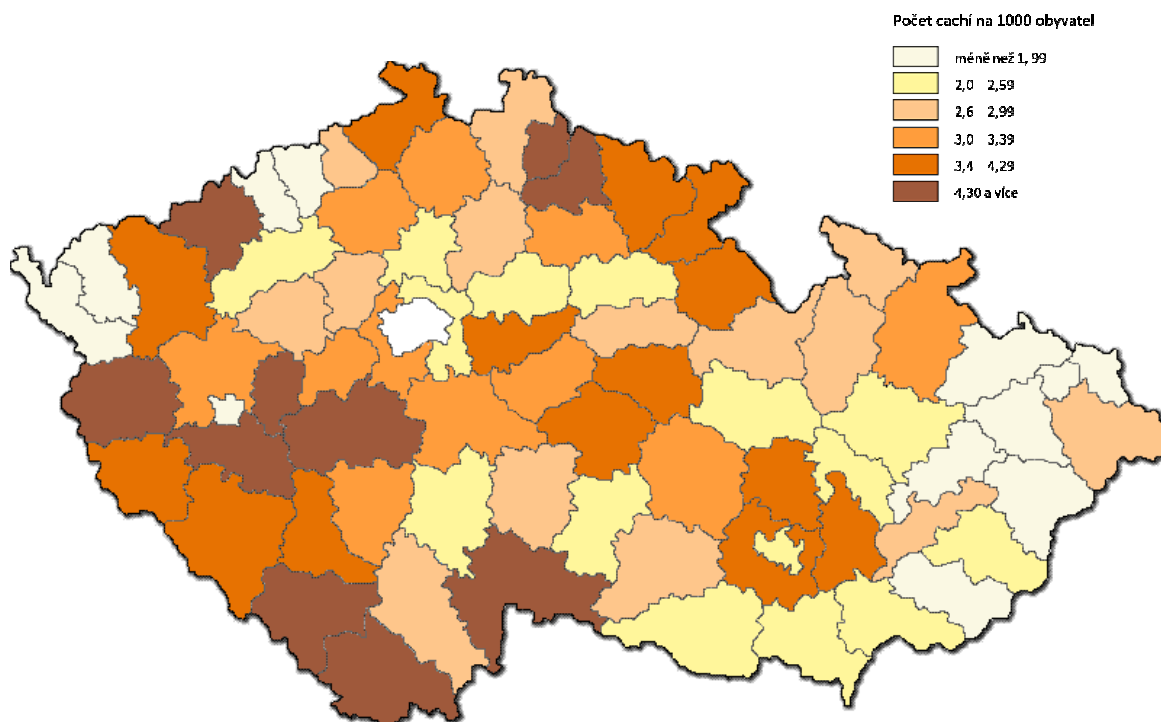 Počet cachí na 1000 obyvatel
méně než 1, 99
2,0 2,59
2,6 2,99
3,0 3,39
3,4 4,29
4,30 a více